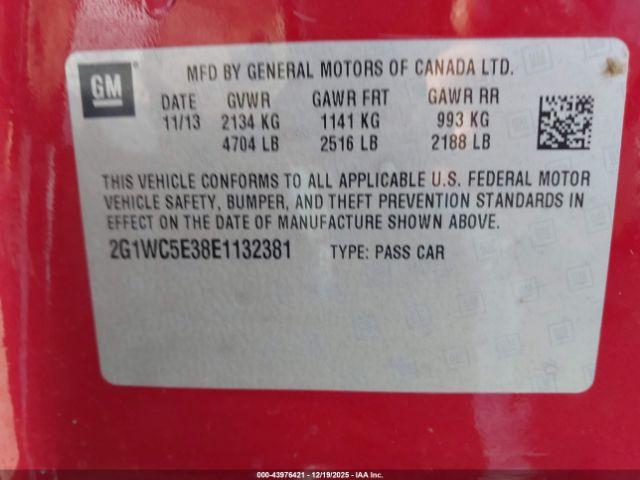 GM
MFD BY GENERAL MOTORS OF CANADA LTD.
DATE GVWR GAWR FRT GAWR RR
11/13 2134 KG 1141 KG 993 KG
4704 LB 2516 LB 2188 LB
THIS VEHICLE CONFORMS TO ALL APPLICABLE U.S. FEDERAL MOTOR
VEHICLE SAFETY, BUMPER, AND THEFT PREVENTION STANDARDS IN
EFFECT ON THE DATE OF MANUFACTURE SHOWN ABOVE.
2G1WC5E38E1132381 TYPE: PASS CAR
000-43976421 - 12/19/2025 - IAA Inc.